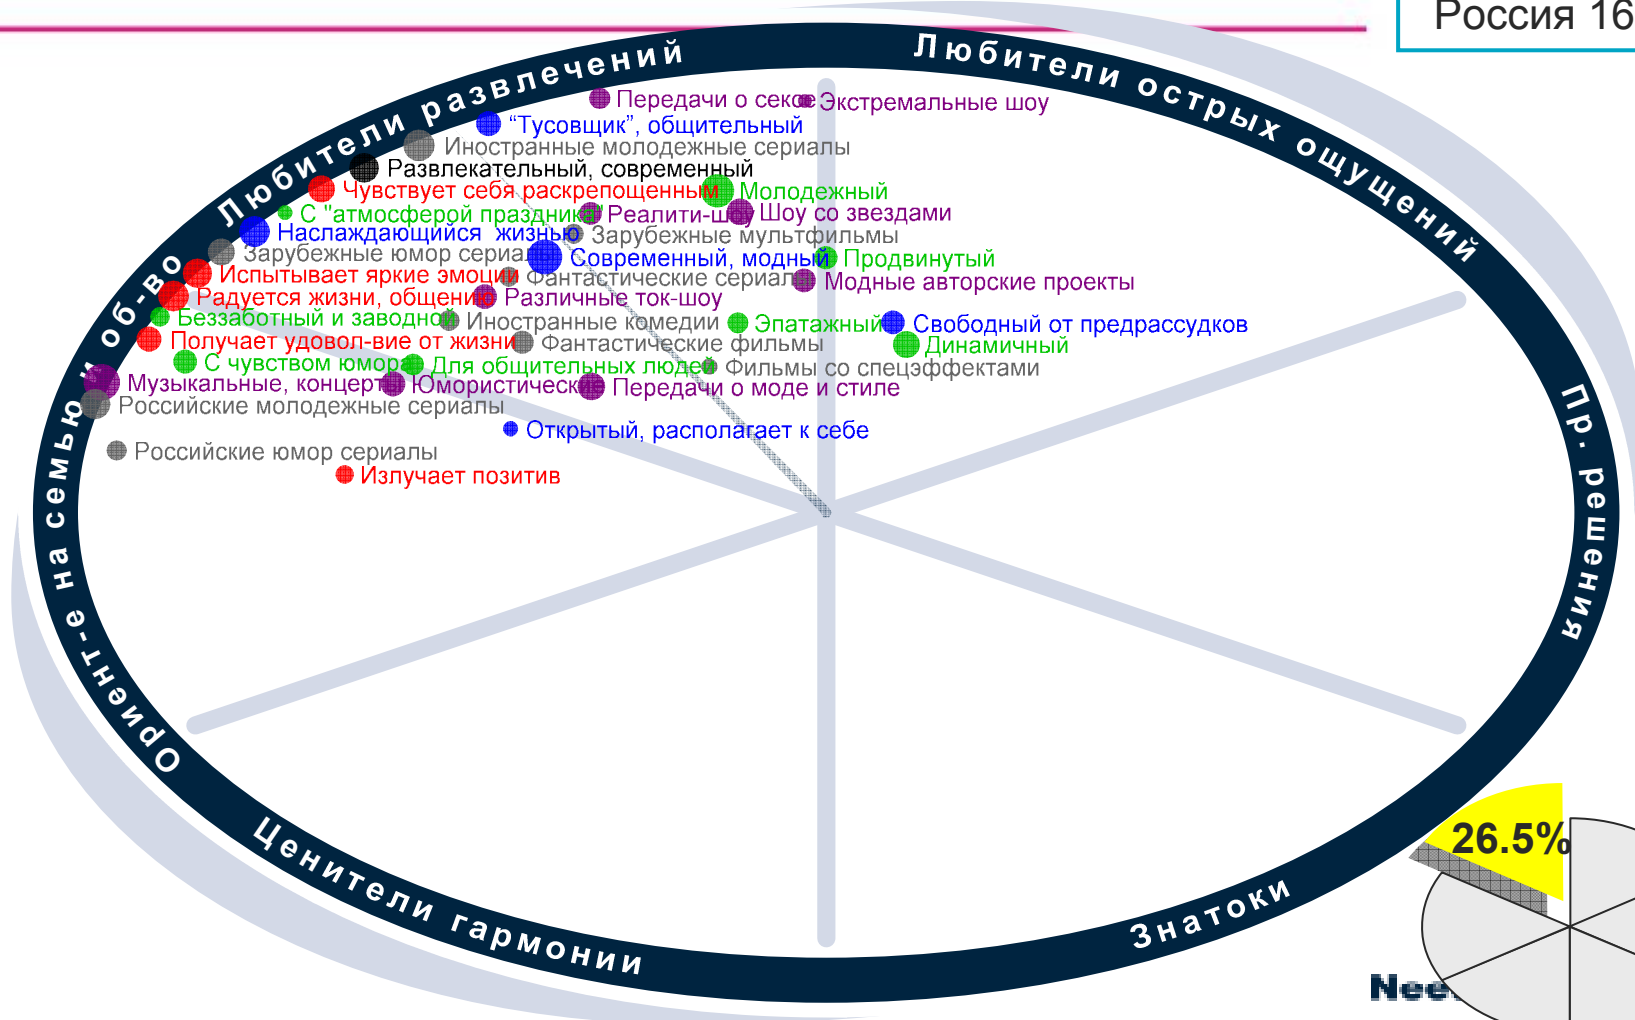 Россия 16
Любители развлечений
Любители острых ощущений
Пр. решения
Знатоки
Ценители гармонии
Ориент-е на семью и об-во
Передачи о сексе
Экстремальные шоу
“Тусовщик”, общительный
Иностранные молодежные сериалы
Развлекательный, современный
Чувствует себя раскрепощенным
Молодежный
С "атмосферой праздника"
Реалити-шоу
Шоу со звездами
Наслаждающийся жизнью
Зарубежные мультфильмы
Зарубежные юмор сериа
Современный, модный
Продвинутый
Испытывает яркие эмоции
Фантастические сериал
Модные авторские проекты
Радуется жизни, общению
Различные ток-шоу
Беззаботный и заводной
Иностранные комедии
Эпатажный
Свободный от предрассудков
Получает удовол-вие от жизни
Фантастические фильмы
Динамичный
С чувством юмора
Для общительных людей
Фильмы со спецэффектами
Музыкальные, концерты
Юмористические
Передачи о моде и стиле
Российские молодежные сериалы
Открытый, располагает к себе
Российские юмор сериалы
Излучает позитив
26.5%
Nee